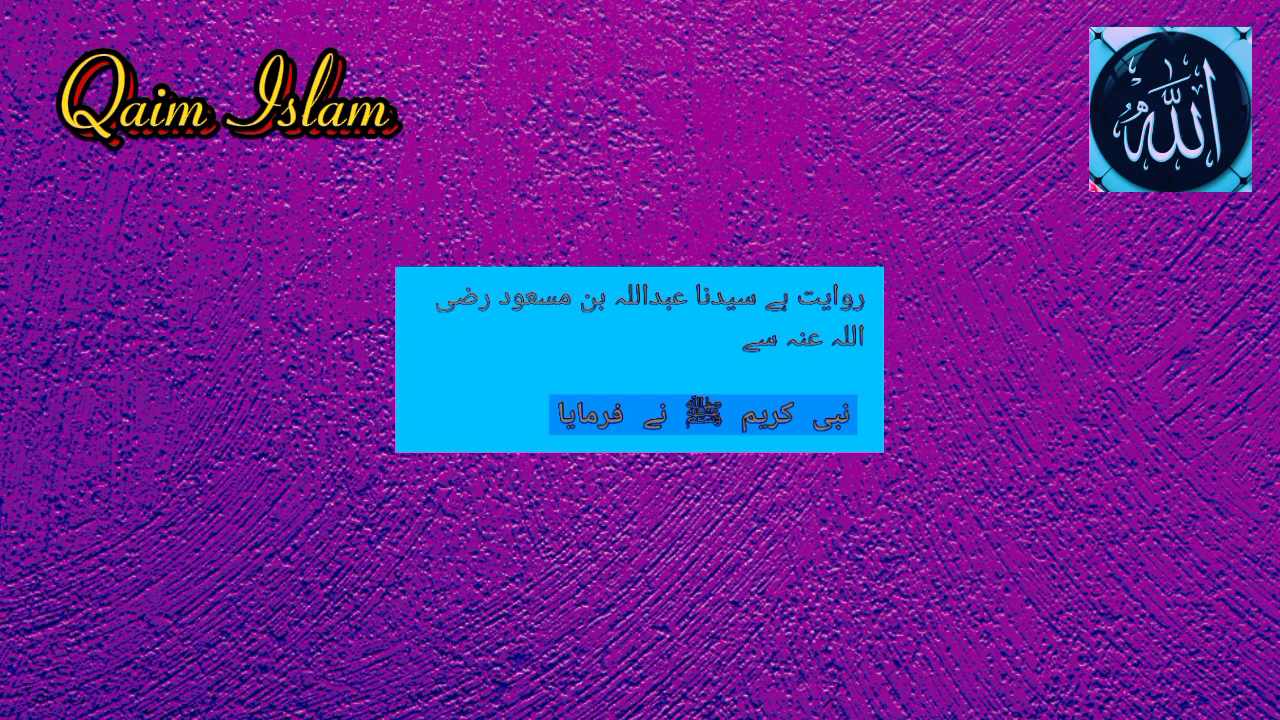 Qaim Islam
الله
روایت ہے سیدنا عبداللہ بن مسعود رضی
اللہ عنہ سے
نبی کریم ﷺ نے فرمایا